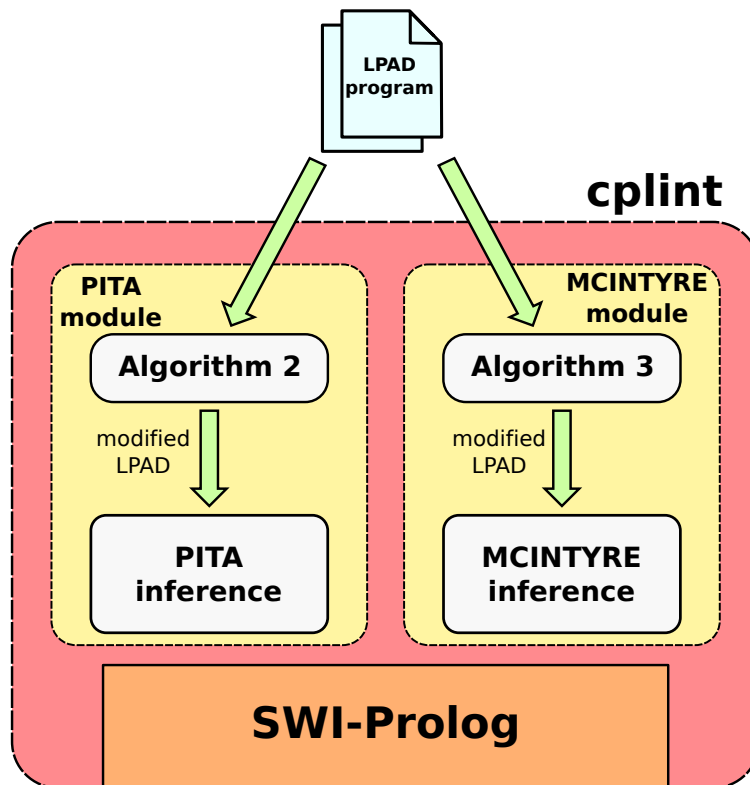 LPAD
program
cplint
PITA
module
MCINTYRE
module
Algorithm 2
Algorithm 3
modified
LPAD
modified
LPAD
PITA
inference
MCINTYRE
inference
SWI-Prolog